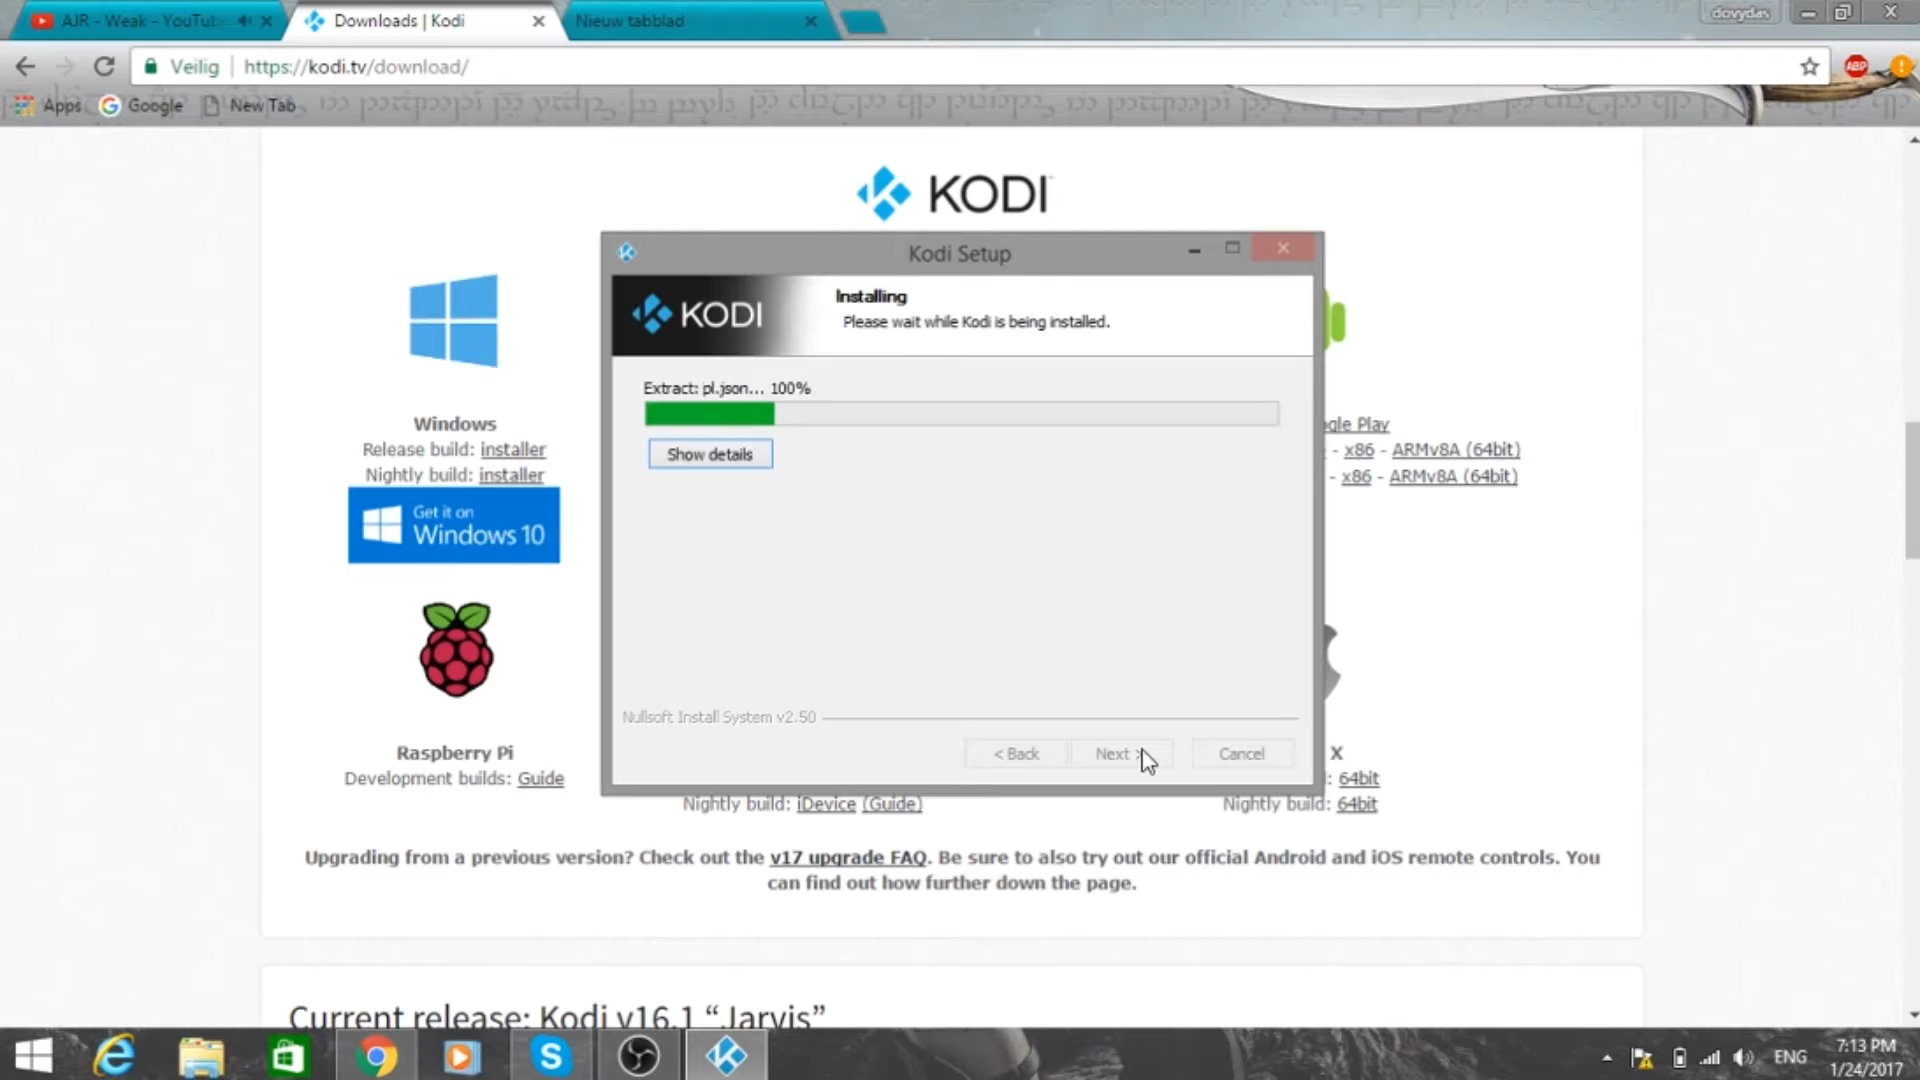 AJR - Weak - YouTub
Downloads | Kodi
Nieuw tabblad
dovydas
Veilig
https://kodi.tv/download/
ABP
Apps
Google
New Tab
KODI
Kodi Setup
KODI
Installing
Please wait while Kodi is being installed.
Extract: pl.json... 100%
Show details
Nullsoft Install System v2.50
< Back
Next >
Cancel
Windows
Release build: installer
Nightly build: installer
Get it on
Windows 10
ogle Play
- x86 - ARMv8A (64bit)
- x86 - ARMv8A (64bit)
Raspberry Pi
Development builds: Guide
Nightly build: iDevice (Guide)
X
: 64bit
Nightly build: 64bit
Upgrading from a previous version? Check out the v17 upgrade FAQ. Be sure to also try out our official Android and iOS remote controls. You
can find out how further down the page.
Current release: Kodi v16.1 “Jarvis”
ENG
7:13 PM
1/24/2017